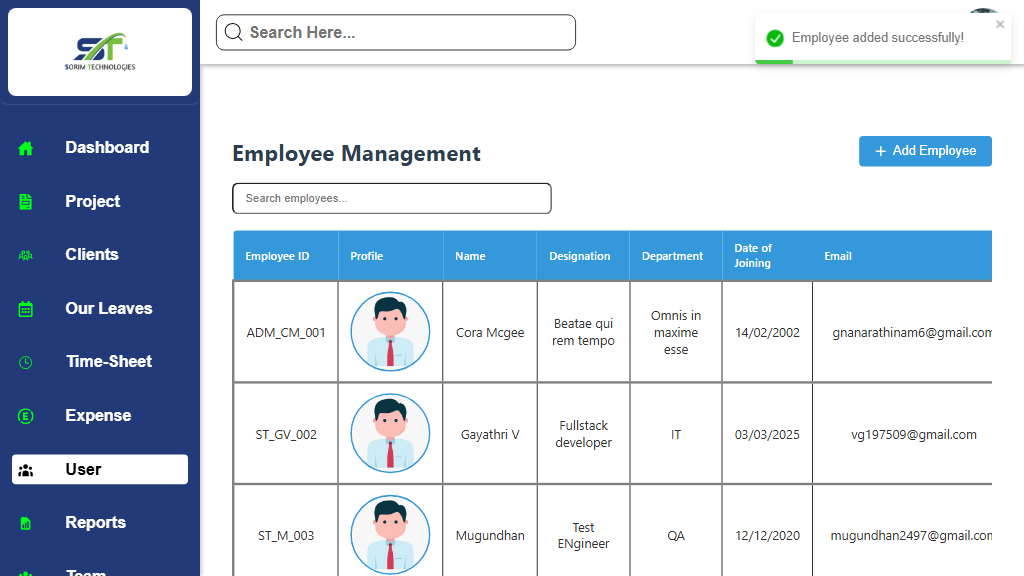 SORIM TECHNOLOGIES
Search Here...
Employee added successfully!
Dashboard
Project
Clients
Our Leaves
Time-Sheet
Expense
User
Reports
Team
Employee Management
+ Add Employee
Search employees...
Employee ID Profile Name Designation Department Date of Joining Email
ADM_CM_001 Cora Mcgee Beatae qui rem tempo Omnis in maxime esse 14/02/2002 gnanarathinam6@gmail.com
ST_GV_002 Gayathri V Fullstack developer IT 03/03/2025 vg197509@gmail.com
ST_M_003 Mugundhan Test ENgineer QA 12/12/2020 mugundhan2497@gmail.com